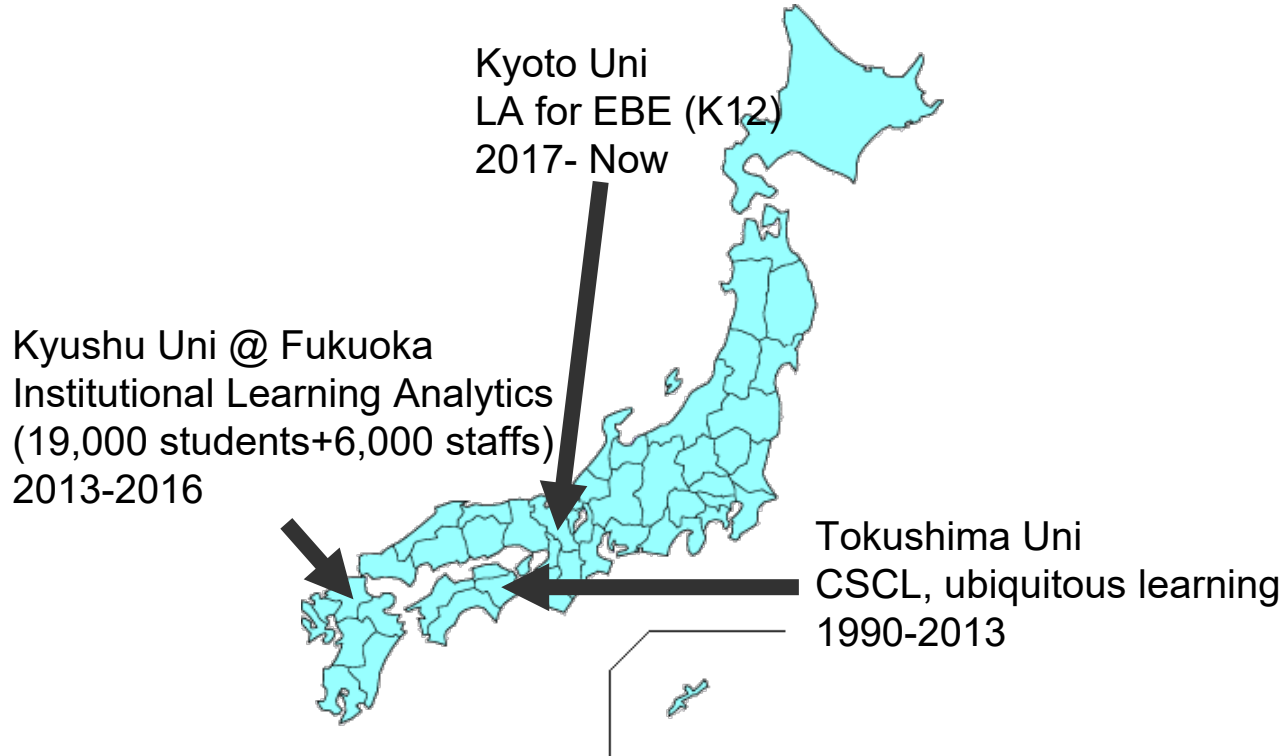 Kyoto Uni
LA for EBE (K12)
2017- Now
Kyushu Uni @ Fukuoka
Institutional Learning Analytics
(19,000 students+6,000 staffs)
2013-2016
Tokushima Uni
CSCL, ubiquitous learning
1990-2013